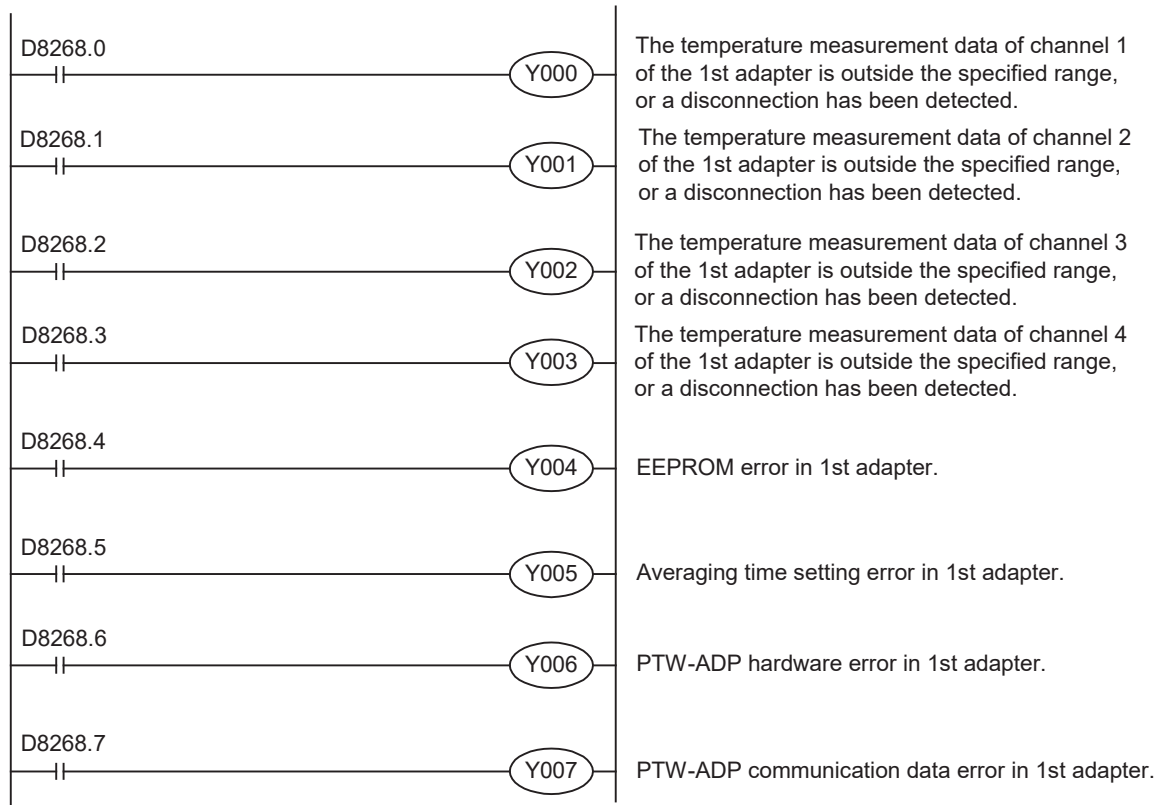 D8268.0
Y000
The temperature measurement data of channel 1
of the 1st adapter is outside the specified range,
or a disconnection has been detected.
D8268.1
Y001
The temperature measurement data of channel 2
of the 1st adapter is outside the specified range,
or a disconnection has been detected.
D8268.2
Y002
The temperature measurement data of channel 3
of the 1st adapter is outside the specified range,
or a disconnection has been detected.
D8268.3
Y003
The temperature measurement data of channel 4
of the 1st adapter is outside the specified range,
or a disconnection has been detected.
D8268.4
Y004
EEPROM error in 1st adapter.
D8268.5
Y005
Averaging time setting error in 1st adapter.
D8268.6
Y006
PTW-ADP hardware error in 1st adapter.
D8268.7
Y007
PTW-ADP communication data error in 1st adapter.